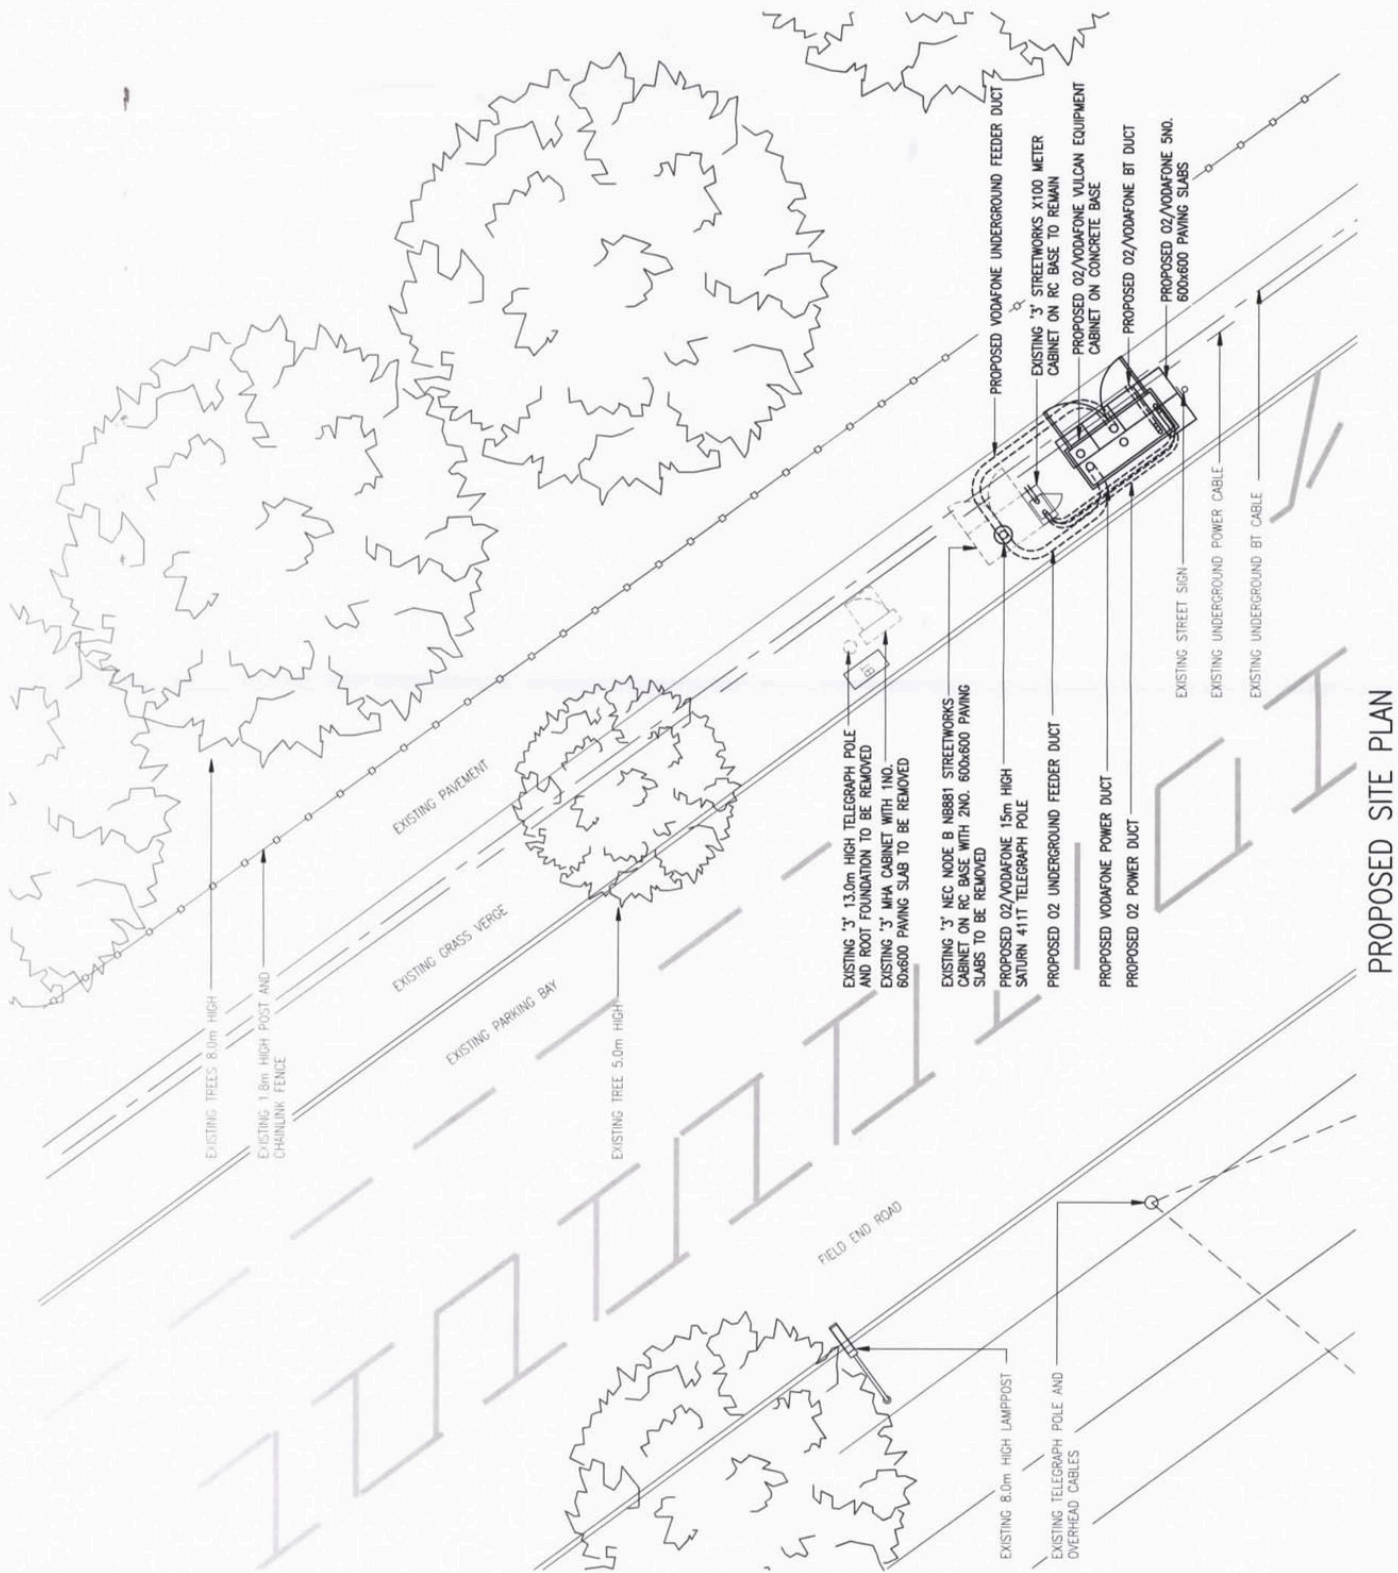 EXISTING TREES 8.0m HIGH
EXISTING 1.8m HIGH POST AND
CHAINLINK FENCE
EXISTING PAVEMENT
EXISTING GRASS VERGE
EXISTING PARKING BAY
EXISTING TREE 5.0m HIGH
LB
PROPOSED VODAFONE UNDERGROUND FEEDER DUCT
EXISTING '3' STREETWORKS X100 METER
CABINET ON RC BASE TO REMAIN
PROPOSED O2/VODAFONE VULCAN EQUIPMENT
CABINET ON CONCRETE BASE
PROPOSED O2/VODAFONE BT DUCT
PROPOSED O2/VODAFONE 5NO.
600x600 PAVING SLABS
EXISTING '3' 13.0m HIGH TELEGRAPH POLE
AND ROOT FOUNDATION TO BE REMOVED
EXISTING '3' MHA CABINET WITH 1NO.
60x600 PAVING SLAB TO BE REMOVED
EXISTING '3' NEC NODE B NB881 STREETWORKS
CABINET ON RC BASE WITH 2NO. 600x600 PAVING
SLABS TO BE REMOVED
PROPOSED O2/VODAFONE 15m HIGH
SATURN 411T TELEGRAPH POLE
PROPOSED O2 UNDERGROUND FEEDER DUCT
PROPOSED VODAFONE POWER DUCT
PROPOSED O2 POWER DUCT
EXISTING STREET SIGN
EXISTING UNDERGROUND POWER CABLE
EXISTING UNDERGROUND BT CABLE
FIELD END ROAD
EXISTING 8.0m HIGH LAMPPOST
EXISTING TELEGRAPH POLE AND
OVERHEAD CABLES
PROPOSED SITE PLAN